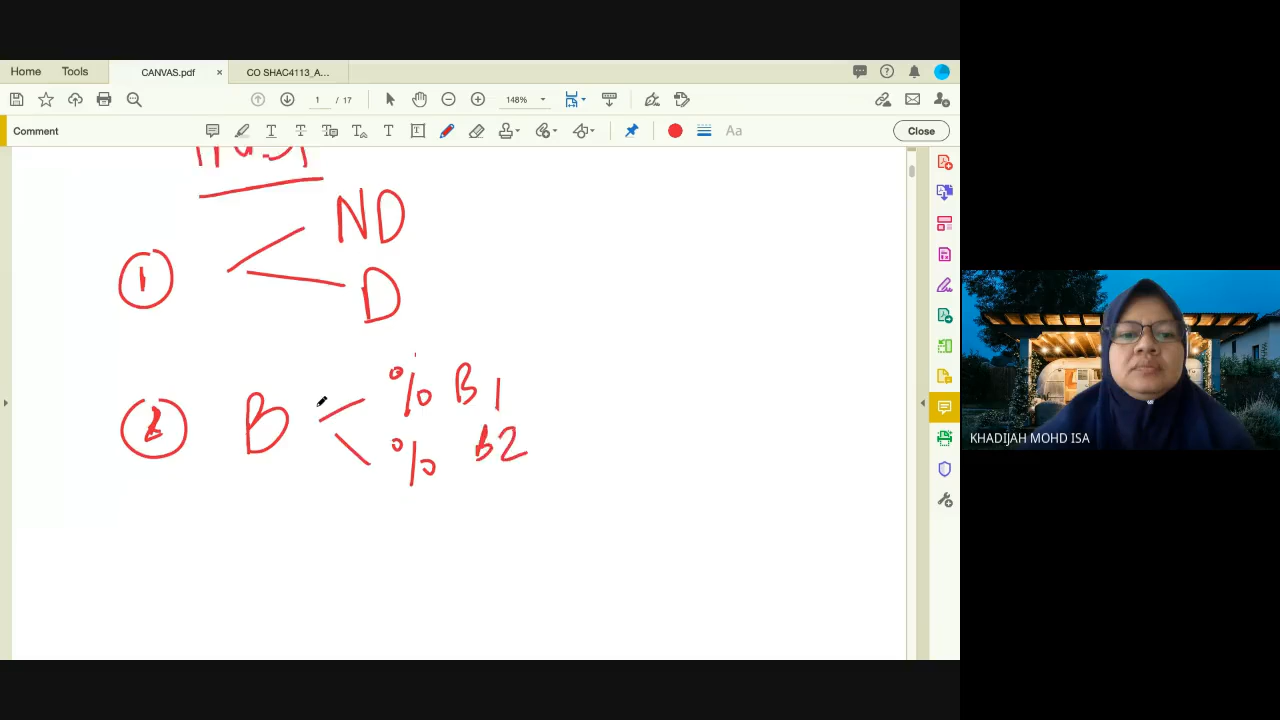 Home Tools CANVAS.pdf × CO SHAC4113_A...
1 / 17 148%
Comment T T T Aa Close
ND
1
D
% B1
2 B
% B2
KHADIJAH MOHD ISA